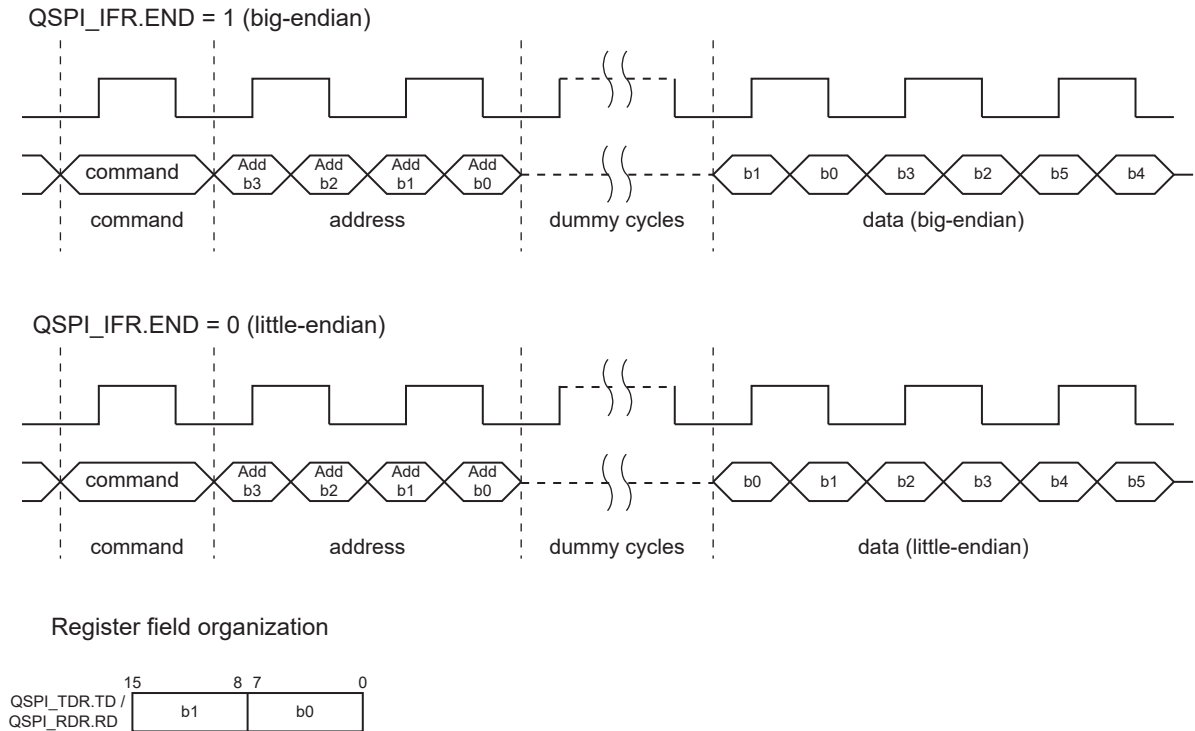 QSPI_IFR.END = 1 (big-endian)
command Add b3 Add b2 Add b1 Add b0 b1 b0 b3 b2 b5 b4
command address dummy cycles data (big-endian)
QSPI_IFR.END = 0 (little-endian)
command Add b3 Add b2 Add b1 Add b0 b0 b1 b2 b3 b4 b5
command address dummy cycles data (little-endian)
Register field organization
15 8 7 0
QSPI_TDR.TD / QSPI_RDR.RD b1 b0